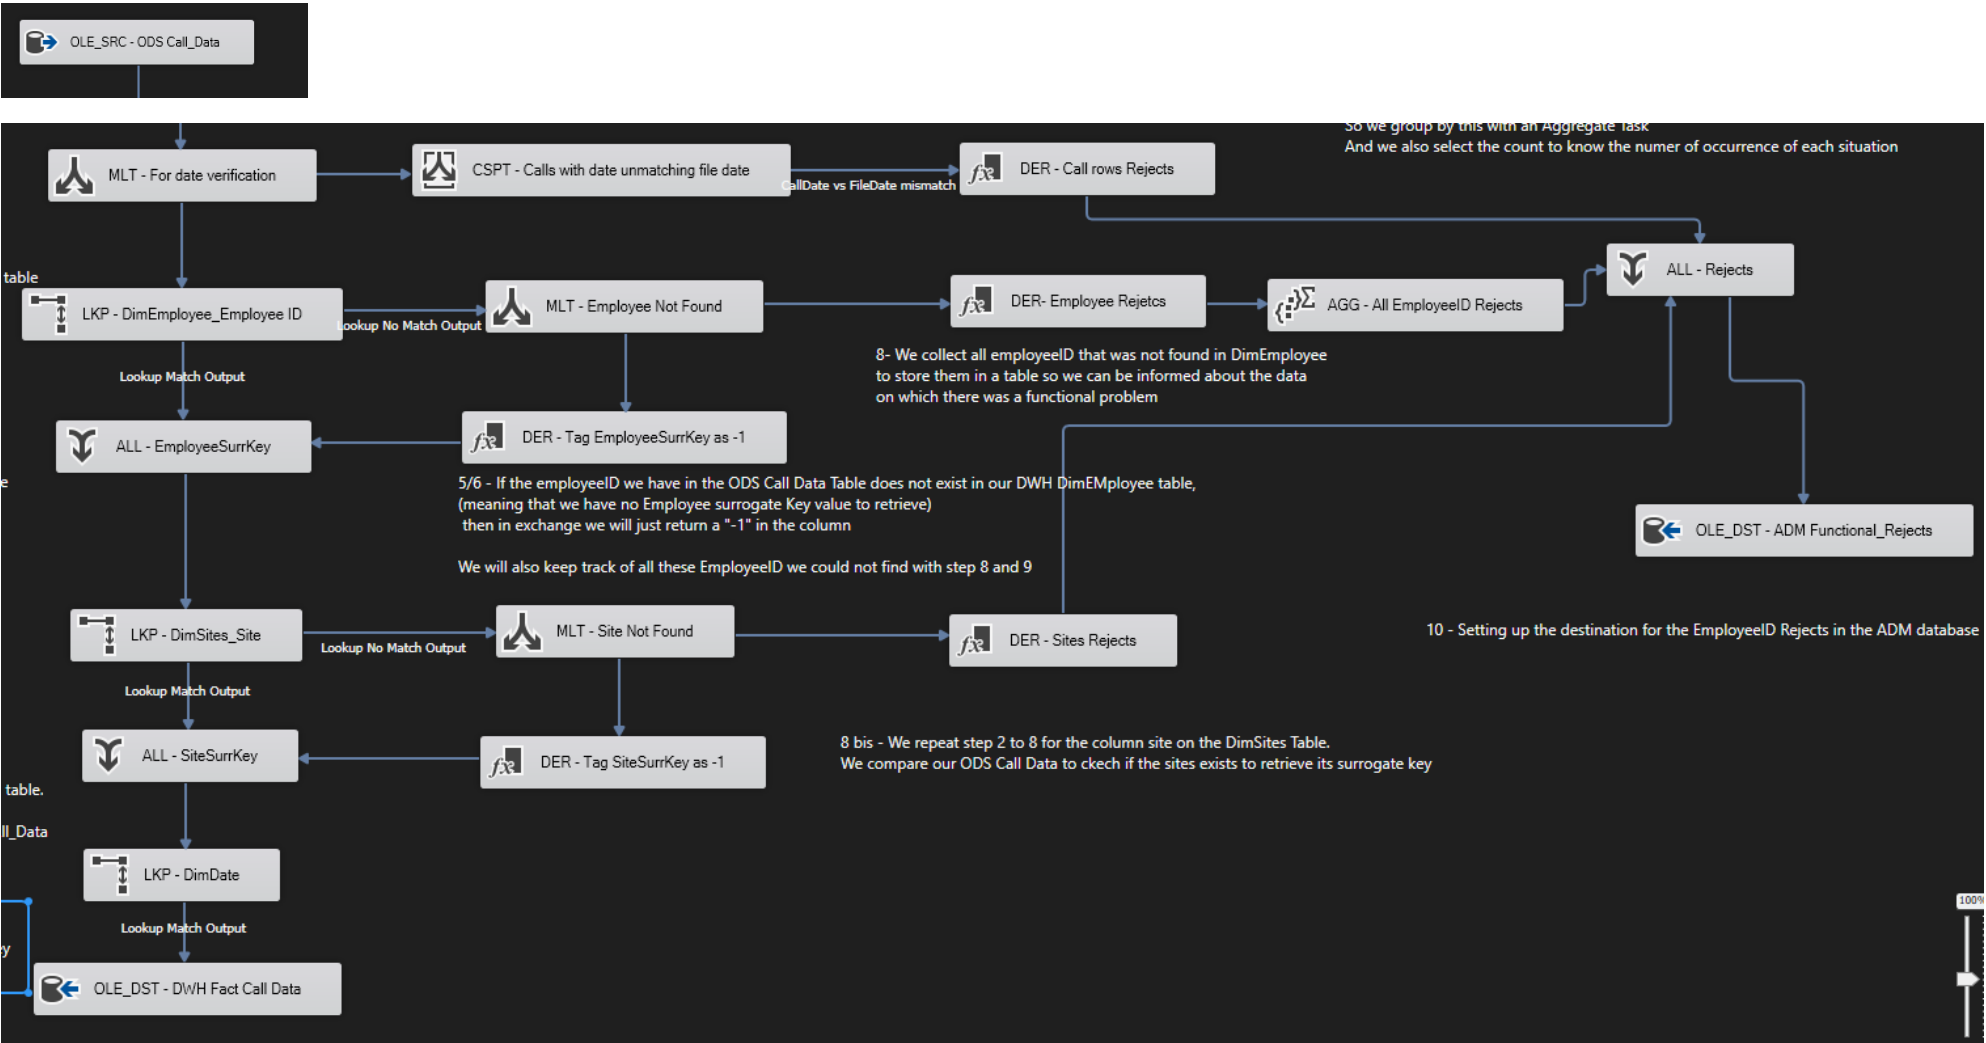 OLE_SRC - ODS Call_Data
So we group by this with an Aggregate Task
And we also select the count to know the numer of occurrence of each situation
MLT - For date verification
CSPT - Calls with date unmatching file date
CallDate vs FileDate mismatch
DER - Call rows Rejects
ALL - Rejects
table
LKP - DimEmployee_Employee ID
Lookup No Match Output
MLT - Employee Not Found
DER- Employee Rejetcs
AGG - All EmployeeID Rejects
Lookup Match Output
8- We collect all employeeID that was not found in DimEmployee
to store them in a table so we can be informed about the data
on which there was a functional problem
ALL - EmployeeSurrKey
DER - Tag EmployeeSurrKey as -1
e
5/6 - If the employeeID we have in the ODS Call Data Table does not exist in our DWH DimEMployee table,
(meaning that we have no Employee surrogate Key value to retrieve)
then in exchange we will just return a "-1" in the column
We will also keep track of all these EmployeeID we could not find with step 8 and 9
OLE_DST - ADM Functional_Rejects
10 - Setting up the destination for the EmployeeID Rejects in the ADM database
LKP - DimSites_Site
Lookup No Match Output
MLT - Site Not Found
DER - Sites Rejects
Lookup Match Output
ALL - SiteSurrKey
DER - Tag SiteSurrKey as -1
8 bis - We repeat step 2 to 8 for the column site on the DimSites Table.
We compare our ODS Call Data to ckech if the sites exists to retrieve its surrogate key
table.
ll_Data
LKP - DimDate
Lookup Match Output
ey
OLE_DST - DWH Fact Call Data
100%